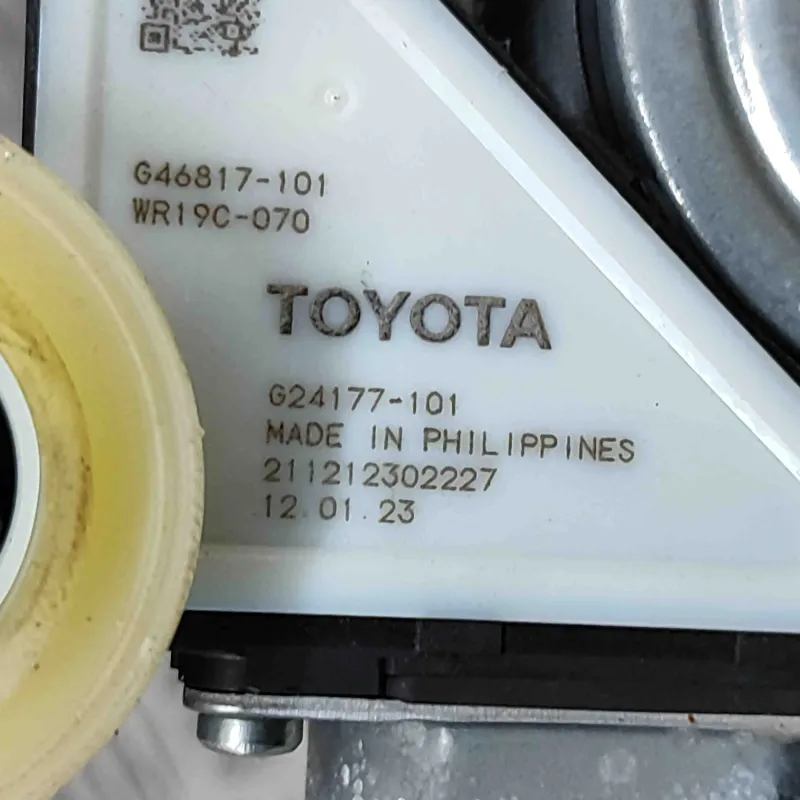 G46817-101
WR19C-070
TOYOTA
G24177-101
MADE IN PHILIPPINES
211212302227
12.01.23